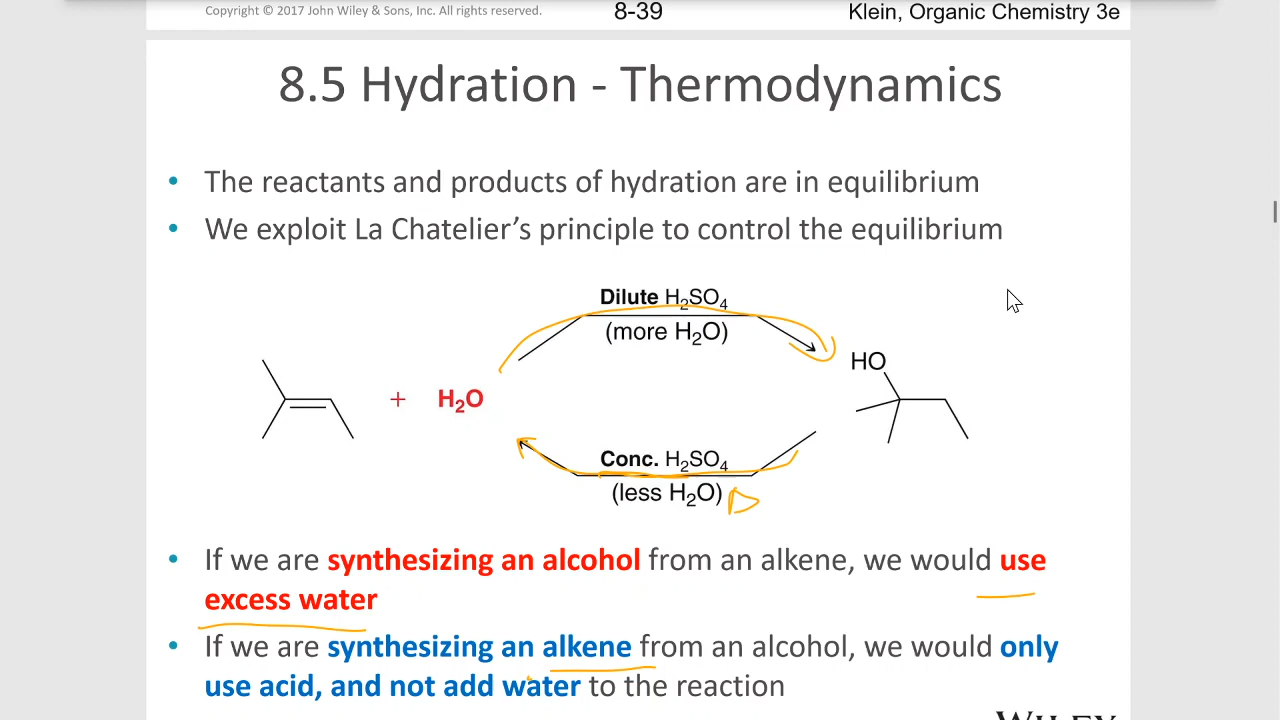 Copyright © 2017 John Wiley & Sons, Inc. All rights reserved. 8-39 Klein, Organic Chemistry 3e
8.5 Hydration - Thermodynamics
• The reactants and products of hydration are in equilibrium
• We exploit La Chatelier’s principle to control the equilibrium
Dilute H₂SO₄
(more H₂O)
HO
+ H₂O
Conc. H₂SO₄
(less H₂O)
• If we are synthesizing an alcohol from an alkene, we would use
excess water
• If we are synthesizing an alkene from an alcohol, we would only
use acid, and not add water to the reaction
WILEY